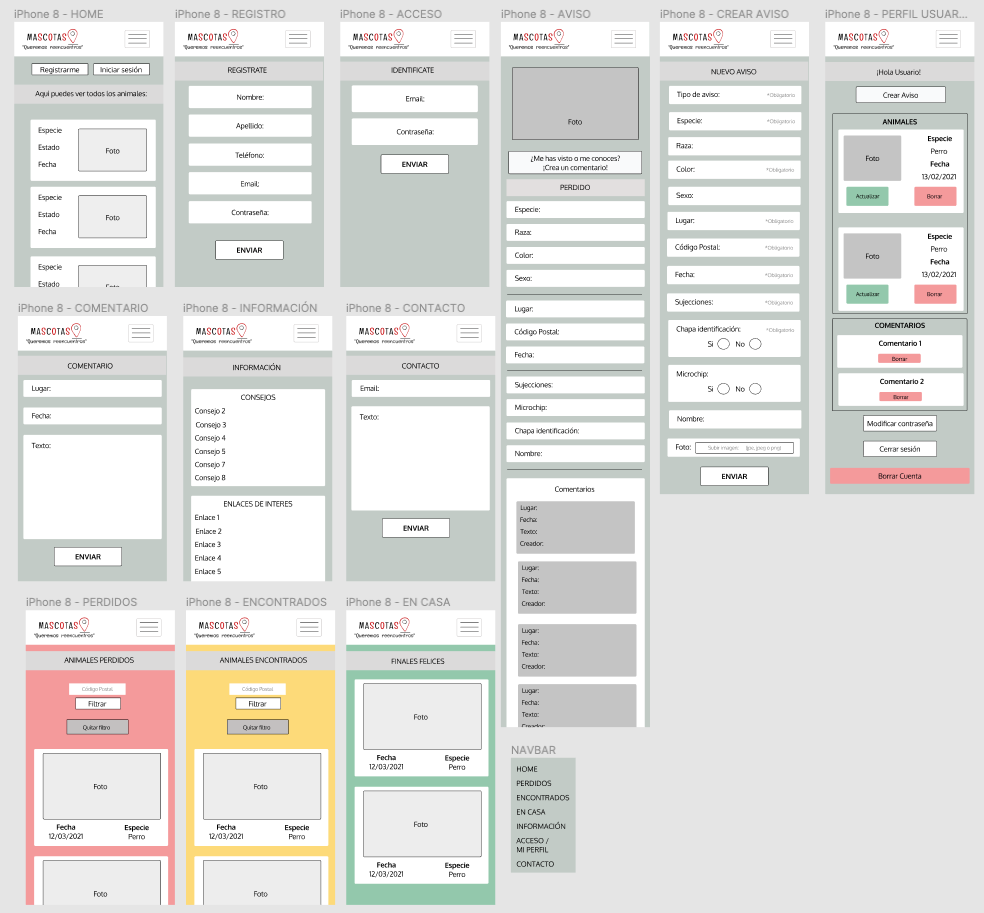 iPhone 8 - HOME
MASCOTAS
"Queremos reencuentros"
Registrarme
Iniciar sesión
Aquí puedes ver todos los animales:
Especie
Estado
Fecha
Foto
Especie
Estado
Fecha
Foto
Especie
Estado
Foto
iPhone 8 - REGISTRO
MASCOTAS
"Queremos reencuentros"
REGISTRATE
Nombre:
Apellido:
Teléfono:
Email:
Contraseña:
ENVIAR
iPhone 8 - ACCESO
MASCOTAS
"Queremos reencuentros"
IDENTIFICATE
Email:
Contraseña:
ENVIAR
iPhone 8 - AVISO
MASCOTAS
"Queremos reencuentros"
Foto
¿Me has visto o me conoces?
¡Crea un comentario!
PERDIDO
Especie:
Raza:
Color:
Sexo:
Lugar:
Código Postal:
Fecha:
Sujecciones:
Microchip:
Chapa identificación:
Nombre:
Comentarios
Lugar:
Fecha:
Texto:
Creador:
Lugar:
Fecha:
Texto:
Creador:
Lugar:
Fecha:
Texto:
Creador:
Lugar:
Fecha:
Texto:
Creador:
iPhone 8 - CREAR AVISO
MASCOTAS
"Queremos reencuentros"
NUEVO AVISO
Tipo de aviso: *Obligatorio
Especie: *Obligatorio
Raza:
Color: *Obligatorio
Sexo:
Lugar: *Obligatorio
Código Postal: *Obligatorio
Fecha: *Obligatorio
Sujecciones: *Obligatorio
Chapa identificación: *Obligatorio
Si No
Microchip:
Si No
Nombre:
Foto: Subir imagen (jpe, jpeg o png)
ENVIAR
iPhone 8 - PERFIL USUAR...
MASCOTAS
"Queremos reencuentros"
¡Hola Usuario!
Crear Aviso
ANIMALES
Foto
Especie
Perro
Fecha
13/02/2021
Actualizar
Borrar
Foto
Especie
Perro
Fecha
13/02/2021
Actualizar
Borrar
COMENTARIOS
Comentario 1
Borrar
Comentario 2
Borrar
Modificar contraseña
Cerrar sesión
Borrar Cuenta
iPhone 8 - COMENTARIO
MASCOTAS
"Queremos reencuentros"
COMENTARIO
Lugar:
Fecha:
Texto:
ENVIAR
iPhone 8 - INFORMACIÓN
MASCOTAS
"Queremos reencuentros"
INFORMACIÓN
CONSEJOS
Consejo 2
Consejo 3
Consejo 4
Consejo 5
Consejo 7
Consejo 8
ENLACES DE INTERES
Enlace 1
Enlace 2
Enlace 3
Enlace 4
Enlace 5
iPhone 8 - CONTACTO
MASCOTAS
"Queremos reencuentros"
CONTACTO
Email:
Texto:
ENVIAR
iPhone 8 - PERDIDOS
MASCOTAS
"Queremos reencuentros"
ANIMALES PERDIDOS
Código Postal
Filtrar
Quitar filtro
Foto
Fecha
12/03/2021
Especie
Perro
Foto
iPhone 8 - ENCONTRADOS
MASCOTAS
"Queremos reencuentros"
ANIMALES ENCONTRADOS
Código Postal
Filtrar
Quitar filtro
Foto
Fecha
12/03/2021
Especie
Perro
Foto
iPhone 8 - EN CASA
MASCOTAS
"Queremos reencuentros"
FINALES FELICES
Foto
Fecha
12/03/2021
Especie
Perro
Foto
Fecha
12/03/2021
Especie
Perro
NAVBAR
HOME
PERDIDOS
ENCONTRADOS
EN CASA
INFORMACIÓN
ACCESO /
MI PERFIL
CONTACTO